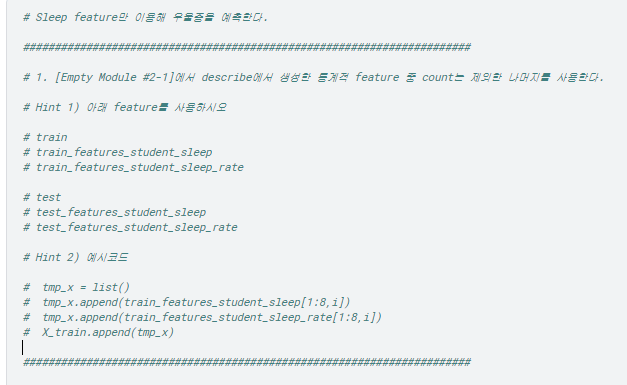 # Sleep feature만 이용해 우울증을 예측한다.
#######################################################################
# 1. [Empty Module #2-1]에서 describe에서 생성한 통계적 feature 중 count는 제외한 나머지를 사용한다.
# Hint 1) 아래 feature를 사용하시오
# train
# train_features_student_sleep
# train_features_student_sleep_rate
# test
# test_features_student_sleep
# test_features_student_sleep_rate
# Hint 2) 예시코드
#  tmp_x = list()
#  tmp_x.append(train_features_student_sleep[1:8,i])
#  tmp_x.append(train_features_student_sleep_rate[1:8,i])
#  X_train.append(tmp_x)
#######################################################################